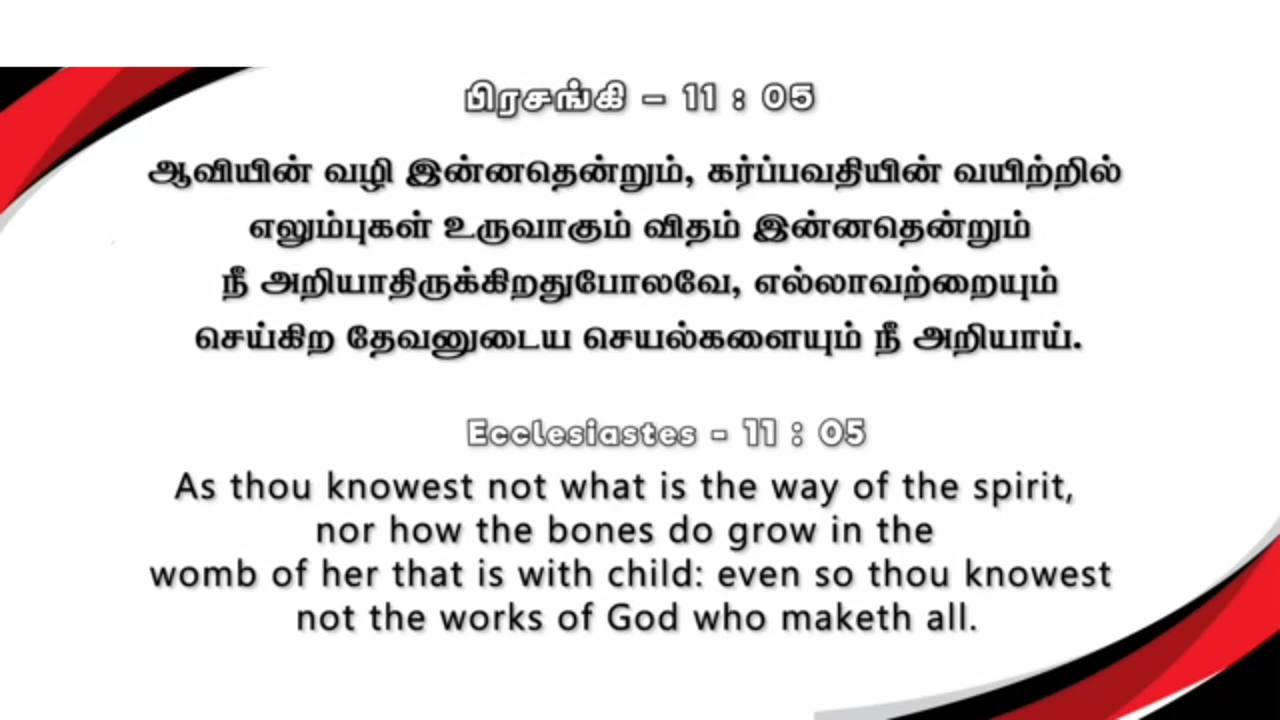 பிரசங்கி – 11 : 05
ஆவியின் வழி இன்னதென்றும், கர்ப்பவதியின் வயிற்றில்
எலும்புகள் உருவாகும் விதம் இன்னதென்றும்
நீ அறியாதிருக்கிறதுபோலவே, எல்லாவற்றையும்
செய்கிற தேவனுடைய செயல்களையும் நீ அறியாய்.
Ecclesiastes - 11 : 05
As thou knowest not what is the way of the spirit,
nor how the bones do grow in the
womb of her that is with child: even so thou knowest
not the works of God who maketh all.